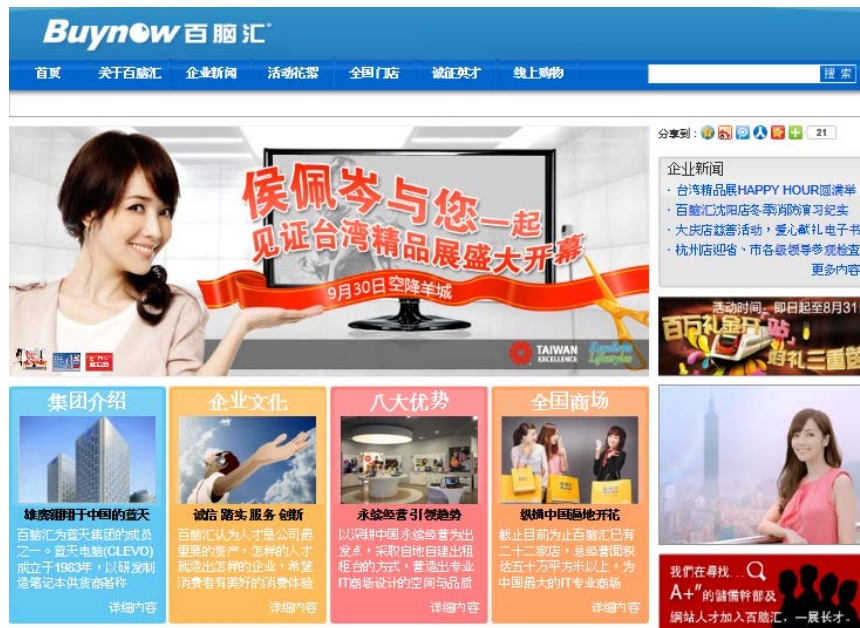 Buynow百脑汇
首页 关于百脑汇 企业新闻 活动花絮 全国门店 诚征英才 线上购物
搜 索
分享到：
21
侯佩岑与您一起
见证台湾精品展盛大开幕
9月30日空降羊城
TAIWAN
EXCELLENCE
Excellent
Lifestyles
企业新闻
· 台湾精品展HAPPY HOUR圆满举
· 百脑汇沈阳店冬季消防演习纪实
· 大庆店慈善活动，爱心献礼电子书
· 杭州店迎省、市各级领导参观检查
更多内容
活动时间：即日起至8月31
百万礼金
好礼三重
集团介绍
雄鹰翱翔于中国的蓝天
百脑汇为蓝天集团的成员
之一。蓝天电脑(CLEVO)
成立于1983年，以研发制
造笔记本供货商著称
详细内容
企业文化
诚信 踏实 服务 创新
百脑汇认为人才是公司最
重要的资产，怎样的人才
就造出怎样的企业，希望
消费者有美好的消费体验
详细内容
八大优势
永续经营 引领趋势
以深耕中国永续经营为出
发点，采取自地自建出租
柜台的方式，营造出专业
IT商场设计的空间与品质
详细内容
全国商场
纵横中国遍地开花
截止目前为止百脑汇已有
二十二家店，总经营面积
达五十万平方米以上，为
中国最大的IT专业商场
详细内容
我們在尋找...
A+"的儲備幹部及
網站人才加入百脑汇，一展长才。